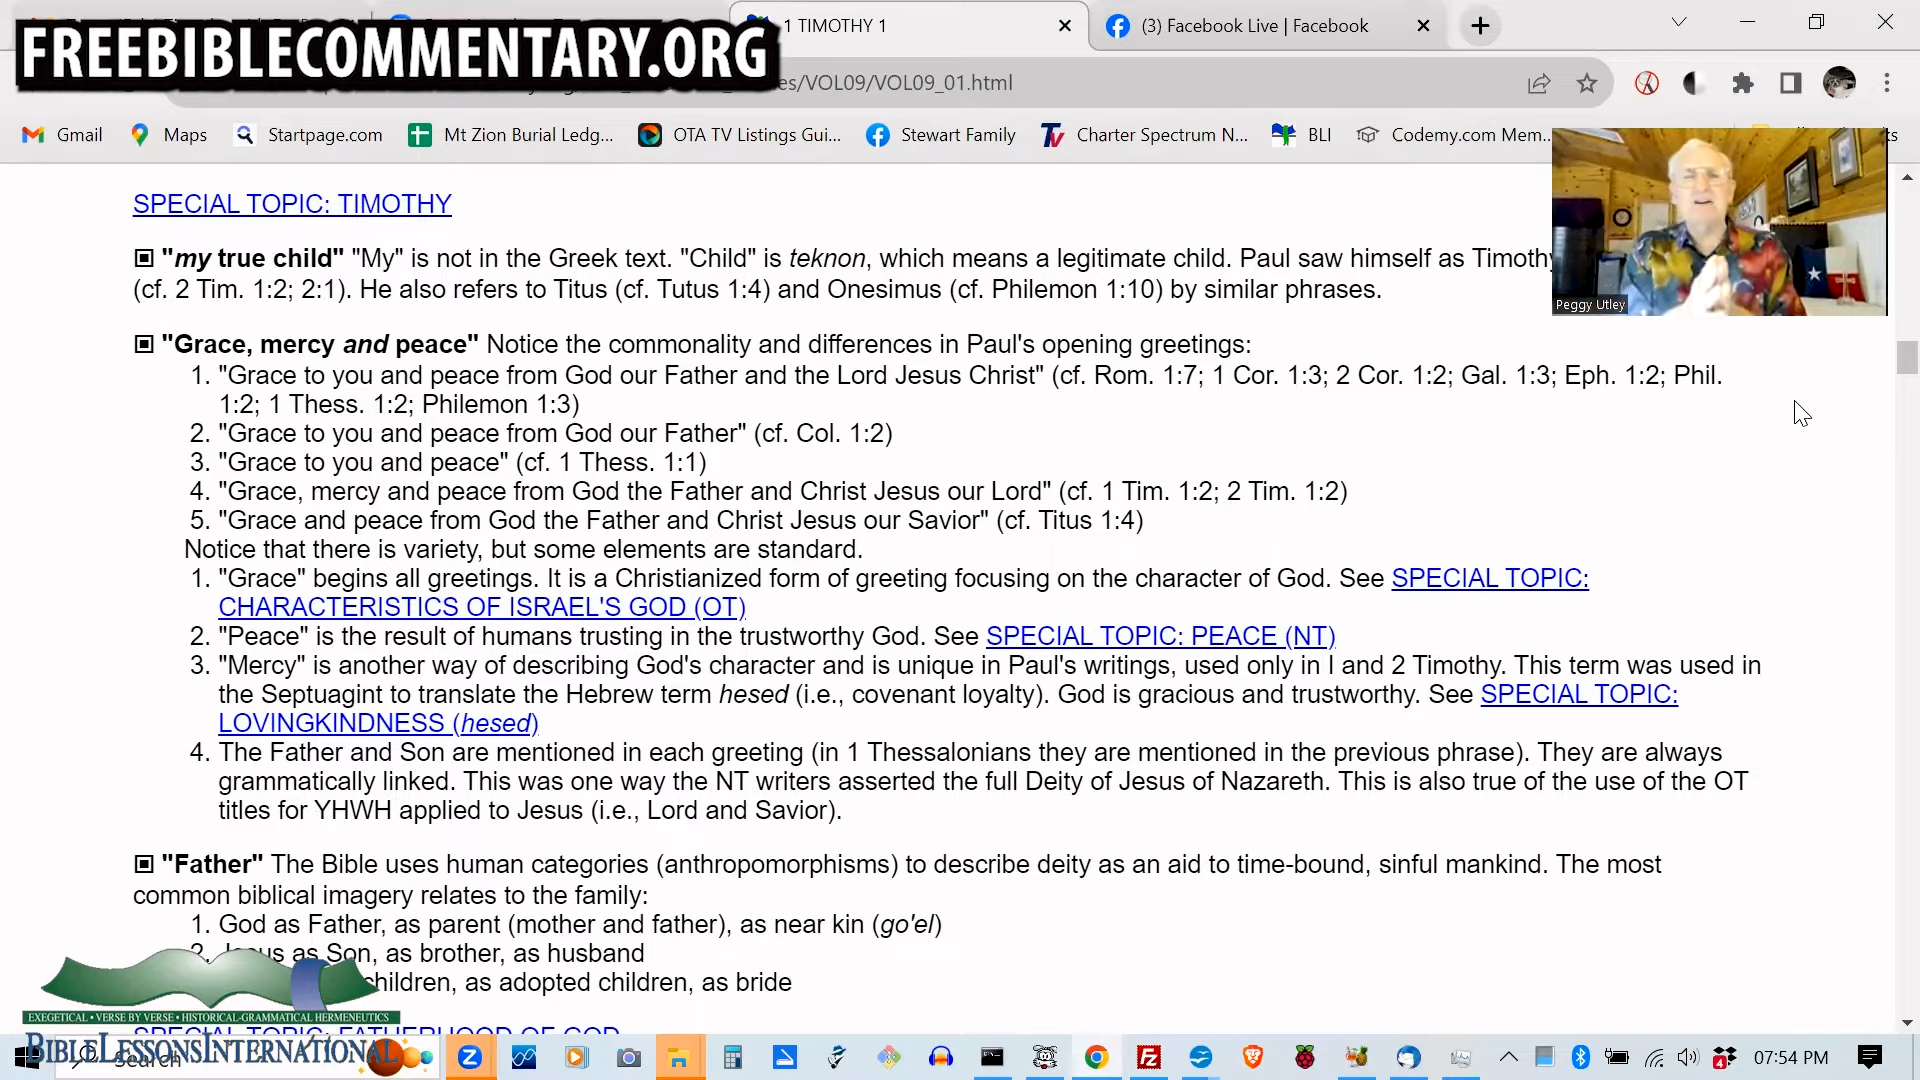 1 TIMOTHY 1
(3) Facebook Live | Facebook
FREEBIBLECOMMENTARY.ORG
es/VOL09/VOL09_01.html
Gmail
Maps
Startpage.com
Mt Zion Burial Ledg...
OTA TV Listings Gui...
Stewart Family
Charter Spectrum N...
BLI
Codemy.com Mem...
SPECIAL TOPIC: TIMOTHY
"my true child" "My" is not in the Greek text. "Child" is teknon, which means a legitimate child. Paul saw himself as Timothy
(cf. 2 Tim. 1:2; 2:1). He also refers to Titus (cf. Tutus 1:4) and Onesimus (cf. Philemon 1:10) by similar phrases.
Peggy Utley
"Grace, mercy and peace" Notice the commonality and differences in Paul's opening greetings:
1. "Grace to you and peace from God our Father and the Lord Jesus Christ" (cf. Rom. 1:7; 1 Cor. 1:3; 2 Cor. 1:2; Gal. 1:3; Eph. 1:2; Phil.
1:2; 1 Thess. 1:2; Philemon 1:3)
2. "Grace to you and peace from God our Father" (cf. Col. 1:2)
3. "Grace to you and peace" (cf. 1 Thess. 1:1)
4. "Grace, mercy and peace from God the Father and Christ Jesus our Lord" (cf. 1 Tim. 1:2; 2 Tim. 1:2)
5. "Grace and peace from God the Father and Christ Jesus our Savior" (cf. Titus 1:4)
Notice that there is variety, but some elements are standard.
1. "Grace" begins all greetings. It is a Christianized form of greeting focusing on the character of God. See SPECIAL TOPIC:
CHARACTERISTICS OF ISRAEL'S GOD (OT)
2. "Peace" is the result of humans trusting in the trustworthy God. See SPECIAL TOPIC: PEACE (NT)
3. "Mercy" is another way of describing God's character and is unique in Paul's writings, used only in I and 2 Timothy. This term was used in
the Septuagint to translate the Hebrew term hesed (i.e., covenant loyalty). God is gracious and trustworthy. See SPECIAL TOPIC:
LOVINGKINDNESS (hesed)
4. The Father and Son are mentioned in each greeting (in 1 Thessalonians they are mentioned in the previous phrase). They are always
grammatically linked. This was one way the NT writers asserted the full Deity of Jesus of Nazareth. This is also true of the use of the OT
titles for YHWH applied to Jesus (i.e., Lord and Savior).
"Father" The Bible uses human categories (anthropomorphisms) to describe deity as an aid to time-bound, sinful mankind. The most
common biblical imagery relates to the family:
1. God as Father, as parent (mother and father), as near kin (go'el)
2. Jesus as Son, as brother, as husband
children, as adopted children, as bride
EXEGETICAL • VERSE BY VERSE • HISTORICAL-GRAMMATICAL HERMENEUTICS
SPECIAL TOPIC: FATHERHOOD OF GOD
BIBLELESSONSINTERNATIONAL
Search
07:54 PM